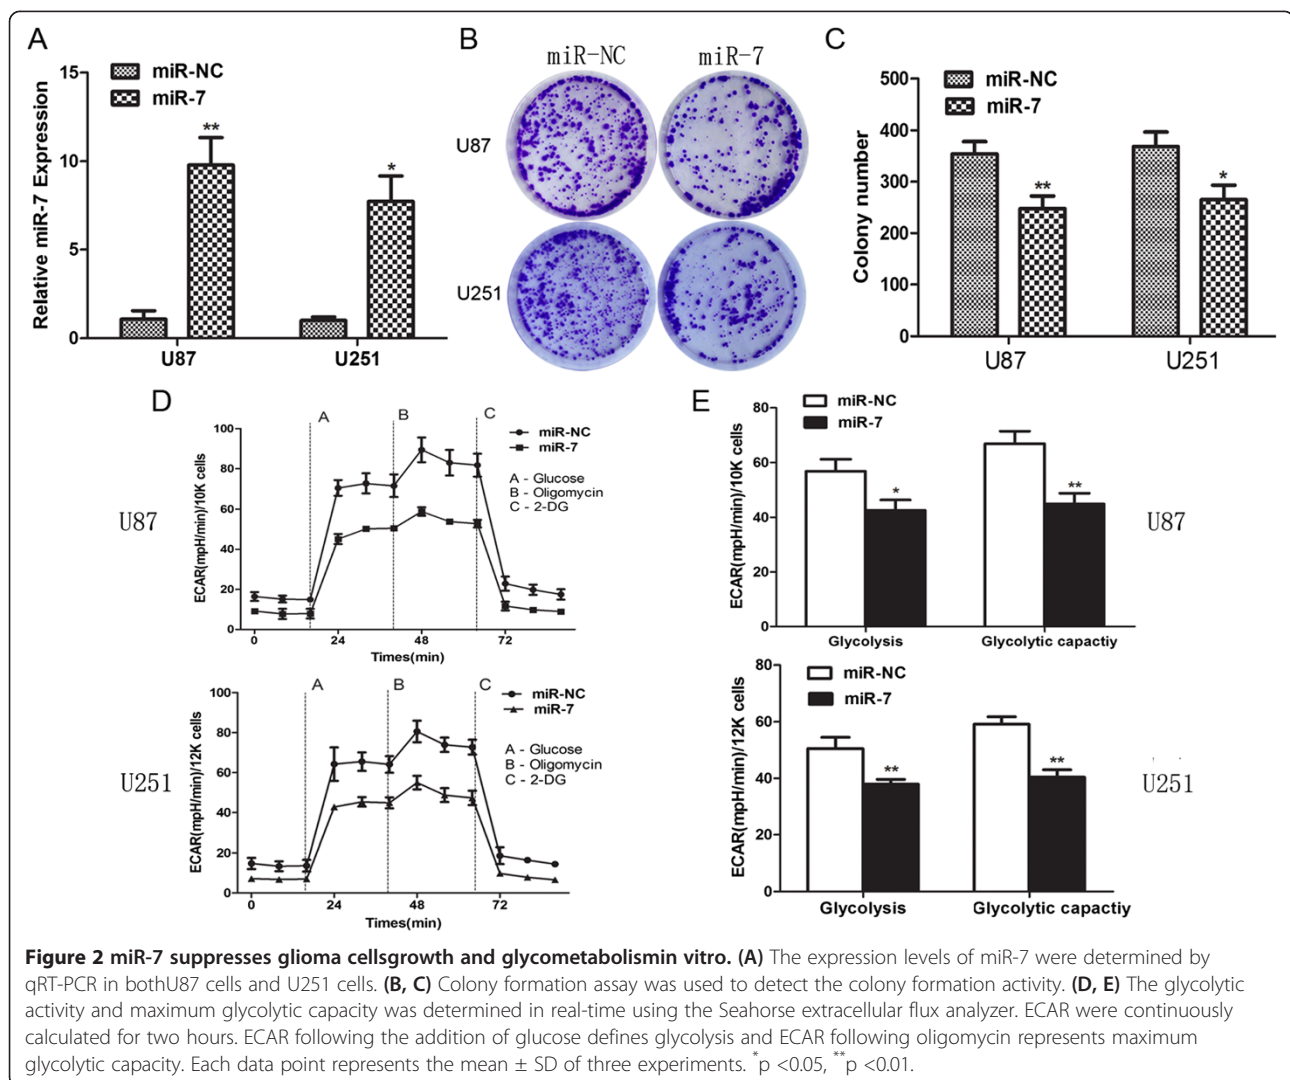 A
miR-NC
miR-7
Relative miR-7 Expression
15
10
5
0
**
*
U87
U251
B
miR-NC
miR-7
U87
U251
C
miR-NC
miR-7
Colony number
500
400
300
200
100
0
**
*
U87
U251
D
U87
A
B
C
miR-NC
miR-7
A - Glucose
B - Oligomycin
C - 2-DG
ECAR(mpH/min)/10K cells
100
80
60
40
20
0
0
24
48
72
Times(min)
U251
A
B
C
miR-NC
miR-7
A - Glucose
B - Oligomycin
C - 2-DG
ECAR(mpH/min)/12K cells
100
80
60
40
20
0
0
24
48
72
Times(min)
E
miR-NC
miR-7
ECAR(mpH/min)/10K cells
80
60
40
20
0
*
**
Glycolysis
Glycolytic capactiy
U87
miR-NC
miR-7
ECAR(mpH/min)/12K cells
80
60
40
20
0
**
**
Glycolysis
Glycolytic capactiy
U251
Figure 2 miR-7 suppresses glioma cellsgrowth and glycometabolismin vitro. (A) The expression levels of miR-7 were determined by
qRT-PCR in bothU87 cells and U251 cells. (B, C) Colony formation assay was used to detect the colony formation activity. (D, E) The glycolytic
activity and maximum glycolytic capacity was determined in real-time using the Seahorse extracellular flux analyzer. ECAR were continuously
calculated for two hours. ECAR following the addition of glucose defines glycolysis and ECAR following oligomycin represents maximum
glycolytic capacity. Each data point represents the mean ± SD of three experiments. *p <0.05, **p <0.01.